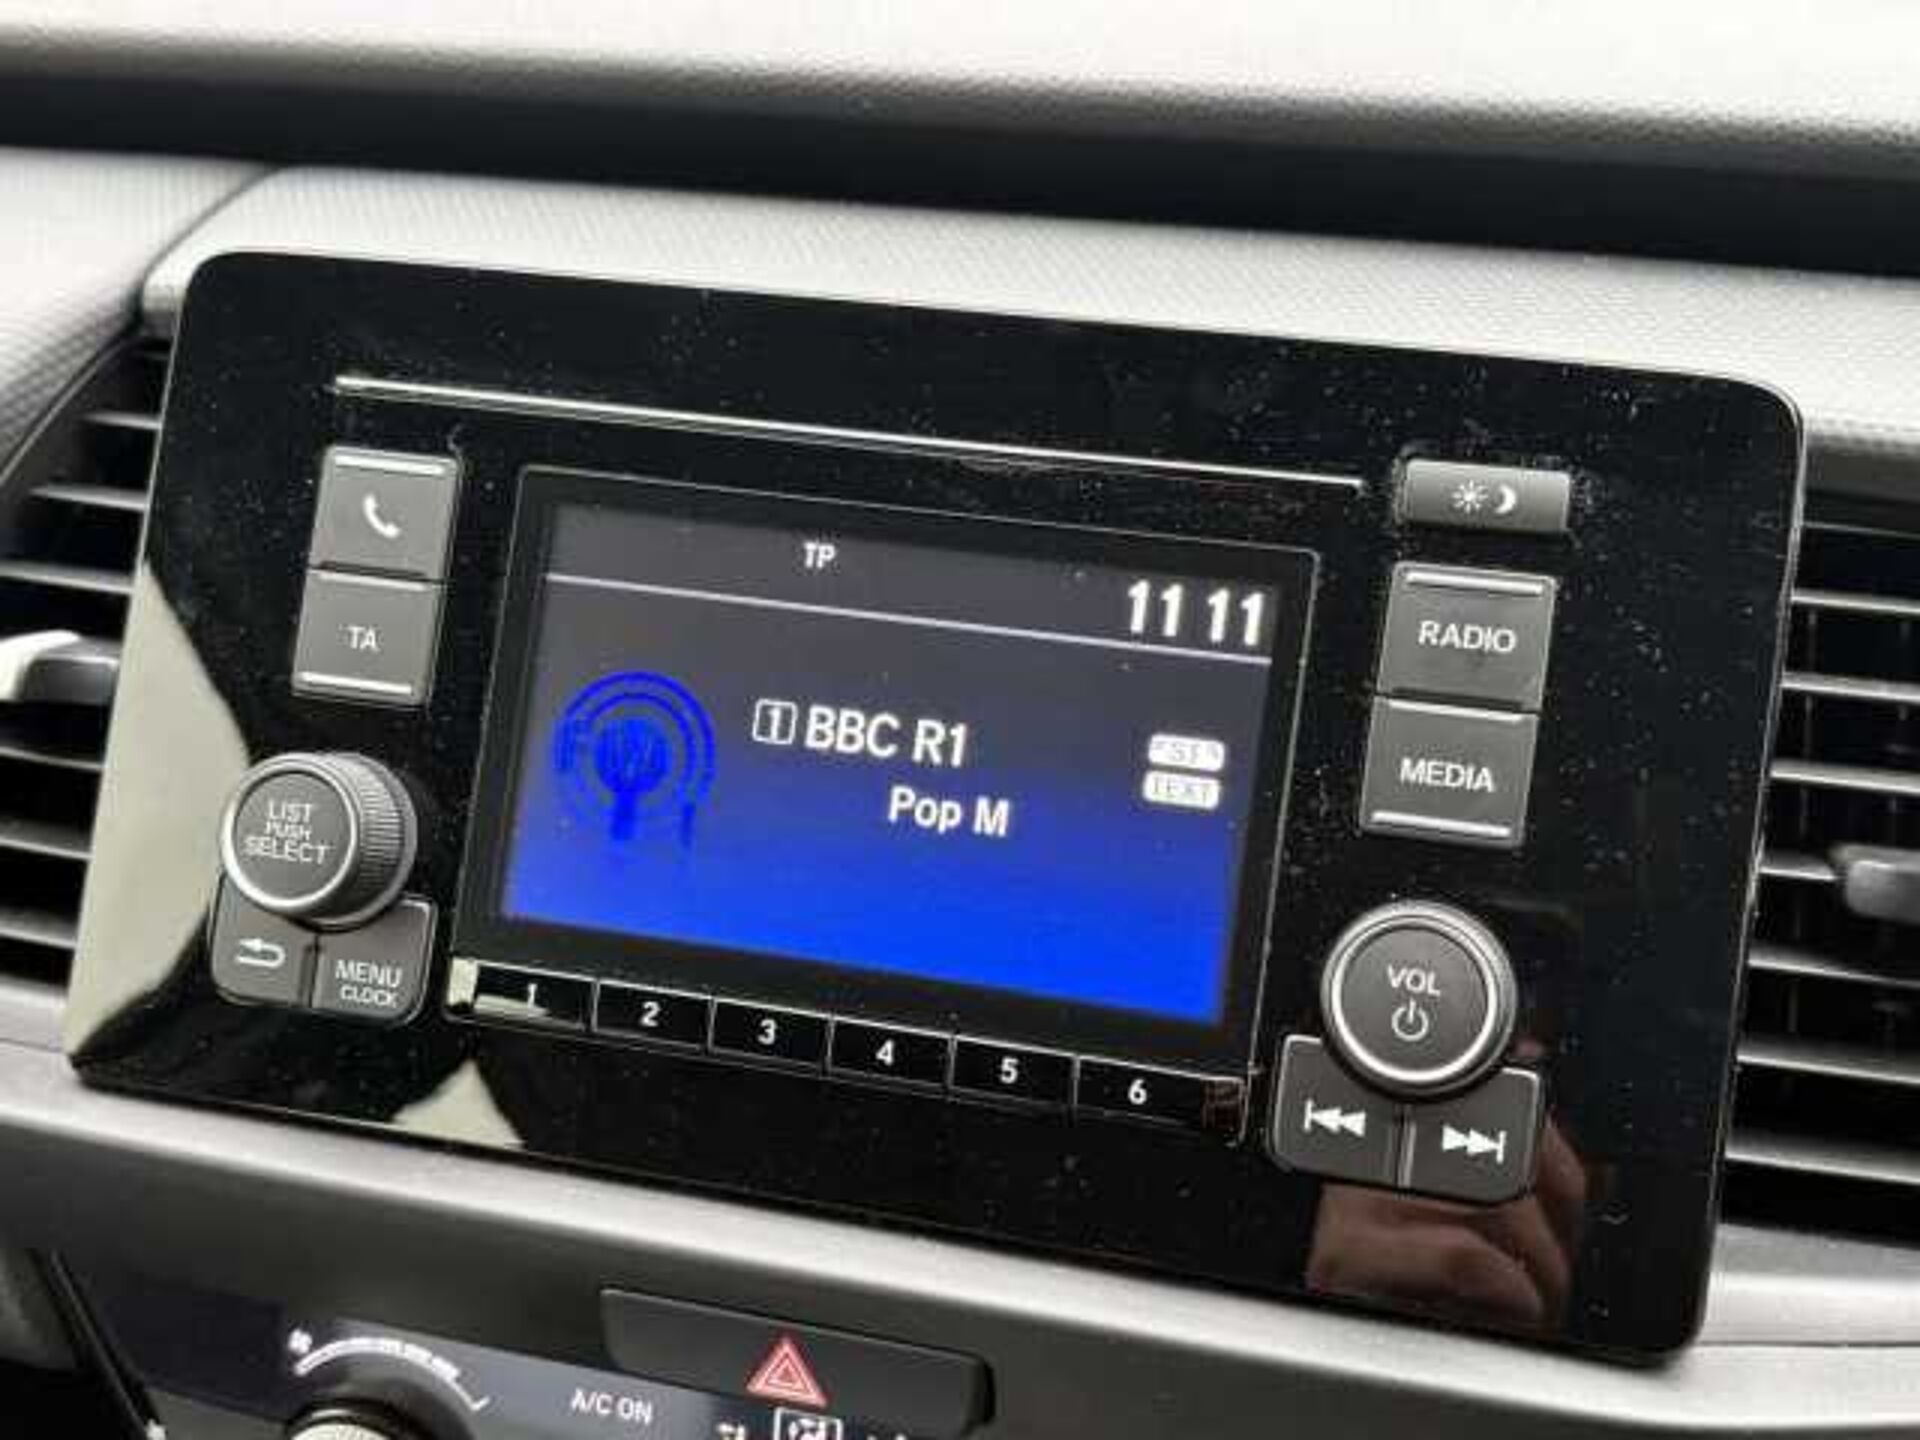 TP
11 11
1 BBC R1
Pop M
ST
TEXT
TA
LIST
PUSH
SELECT
MENU
CLOCK
RADIO
MEDIA
VOL
1 2 3 4 5 6
A/C ON